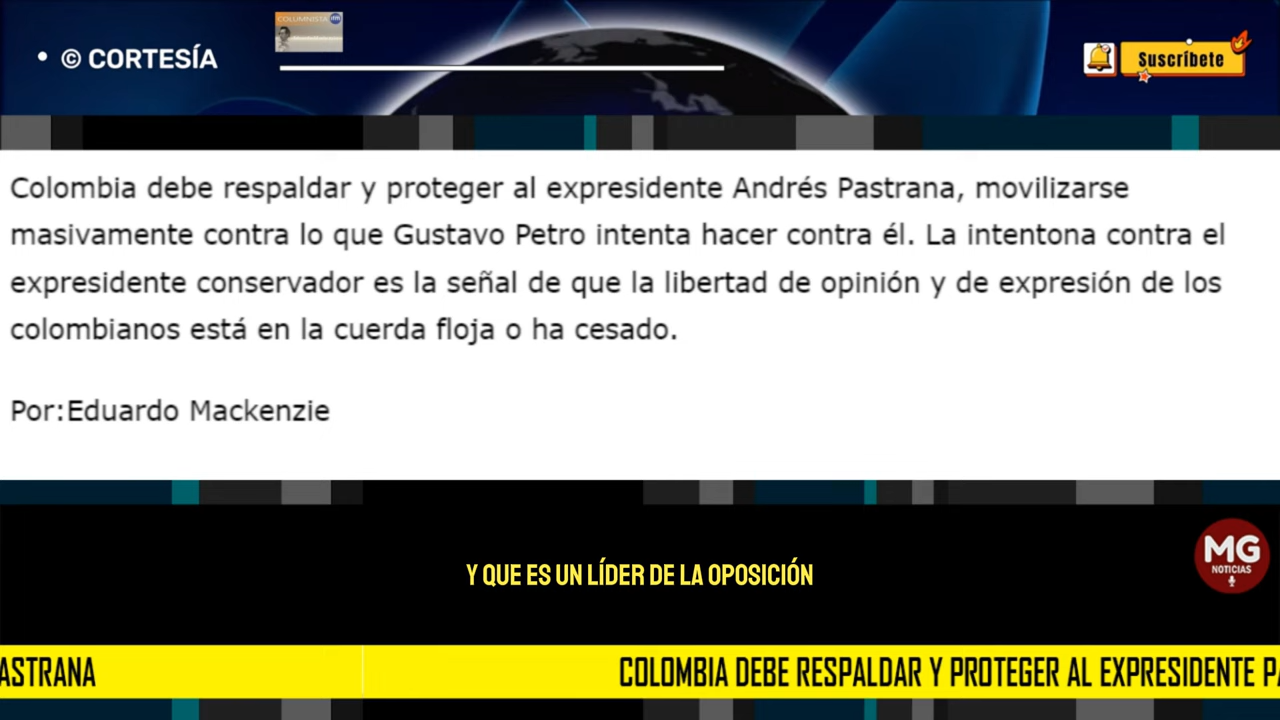 • © CORTESÍA
COLUMNISTA
Suscríbete
Colombia debe respaldar y proteger al expresidente Andrés Pastrana, movilizarse
masivamente contra lo que Gustavo Petro intenta hacer contra él. La intentona contra el
expresidente conservador es la señal de que la libertad de opinión y de expresión de los
colombianos está en la cuerda floja o ha cesado.
Por:Eduardo Mackenzie
Y QUE ES UN LÍDER DE LA OPOSICIÓN
MG
NOTICIAS
ASTRANA COLOMBIA DEBE RESPALDAR Y PROTEGER AL EXPRESIDENTE PA